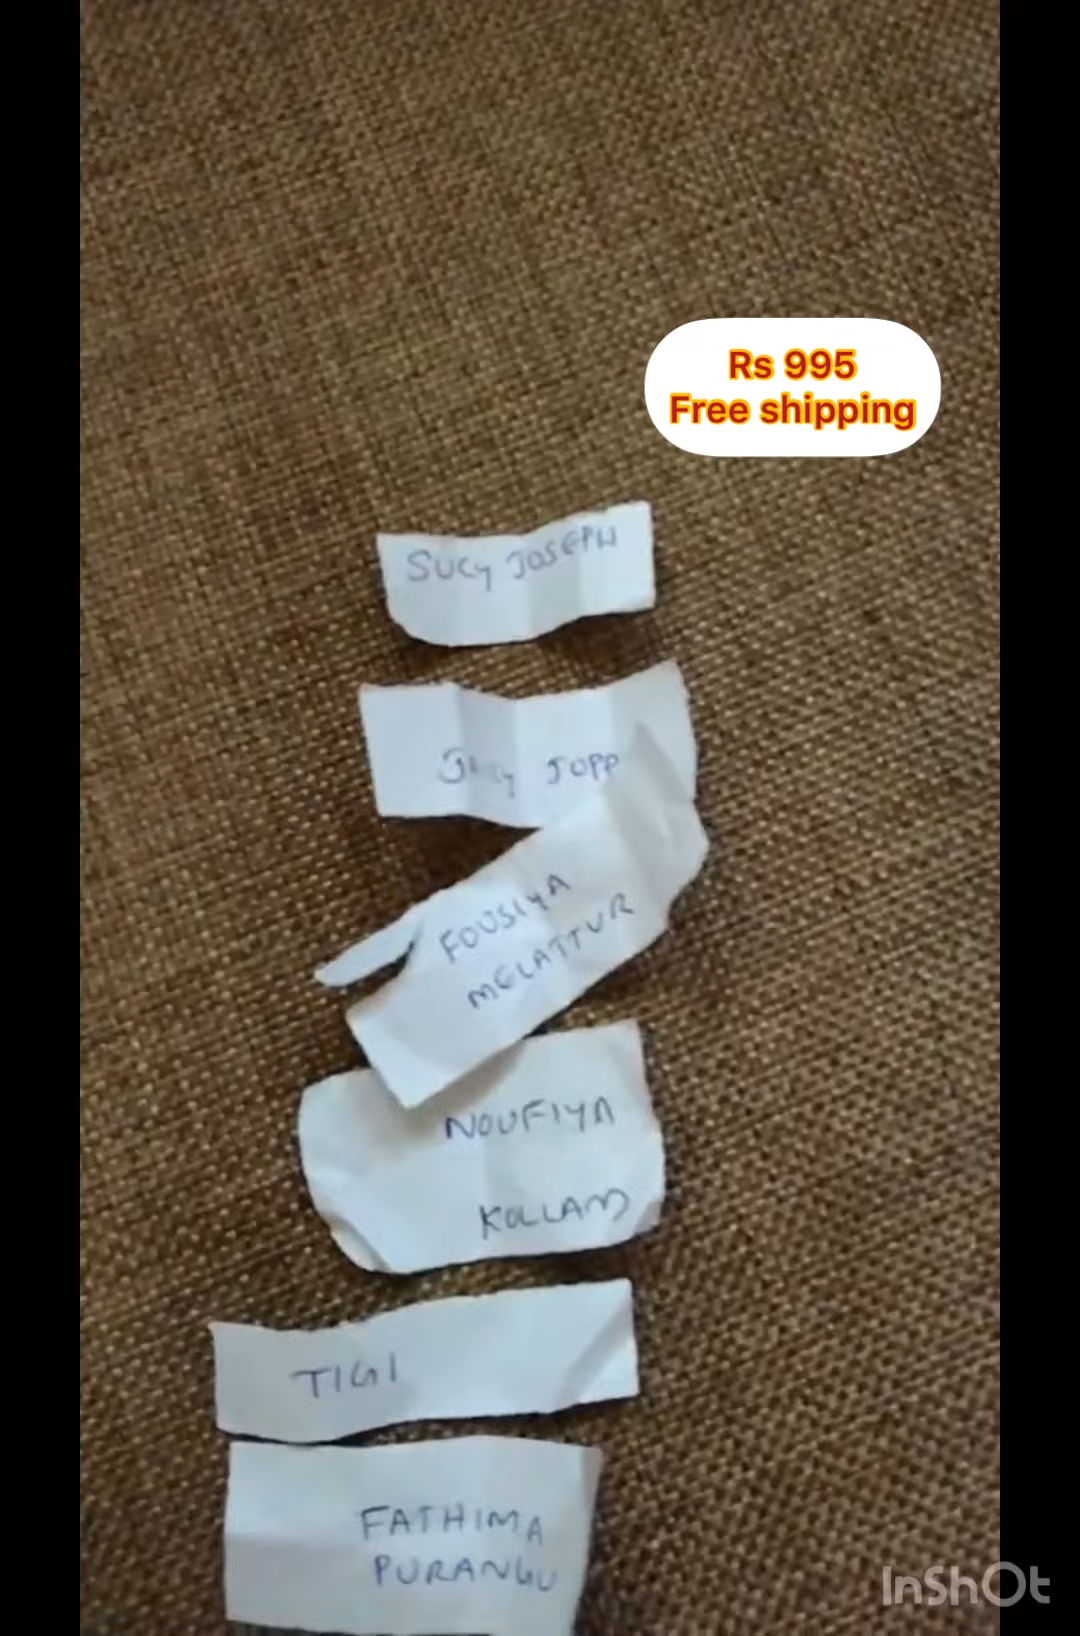 Rs 995
Free shipping
SUCY JOSEPH
JOPP
FOUSIYA
MELATTUR
NOUFIYA
KOLLAM
TIGI
FATHIMA
PURANGU
InShOt